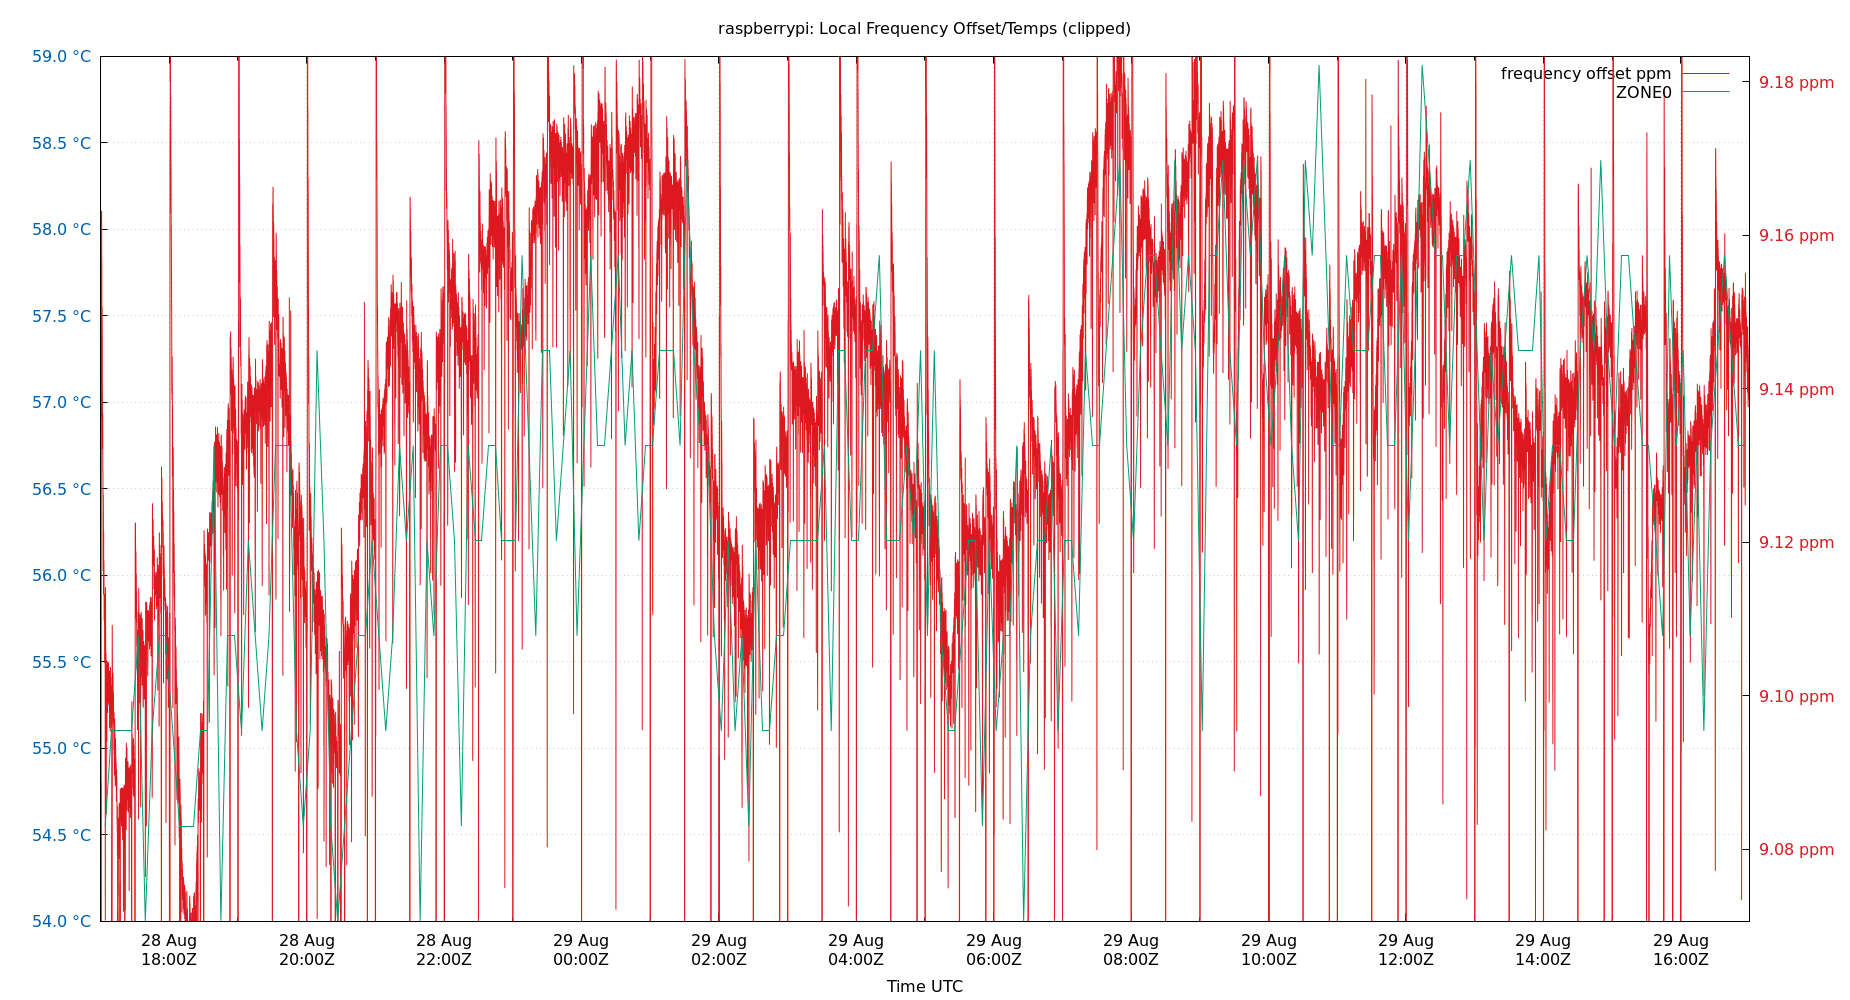 raspberrypi: Local Frequency Offset/Temps (clipped)
frequency offset ppm
ZONE0
59.0 °C
58.5 °C
58.0 °C
57.5 °C
57.0 °C
56.5 °C
56.0 °C
55.5 °C
55.0 °C
54.5 °C
54.0 °C
9.18 ppm
9.16 ppm
9.14 ppm
9.12 ppm
9.10 ppm
9.08 ppm
28 Aug 28 Aug 28 Aug 29 Aug 29 Aug 29 Aug 29 Aug 29 Aug 29 Aug 29 Aug 29 Aug 29 Aug
18:00Z 20:00Z 22:00Z 00:00Z 02:00Z 04:00Z 06:00Z 08:00Z 10:00Z 12:00Z 14:00Z 16:00Z
Time UTC